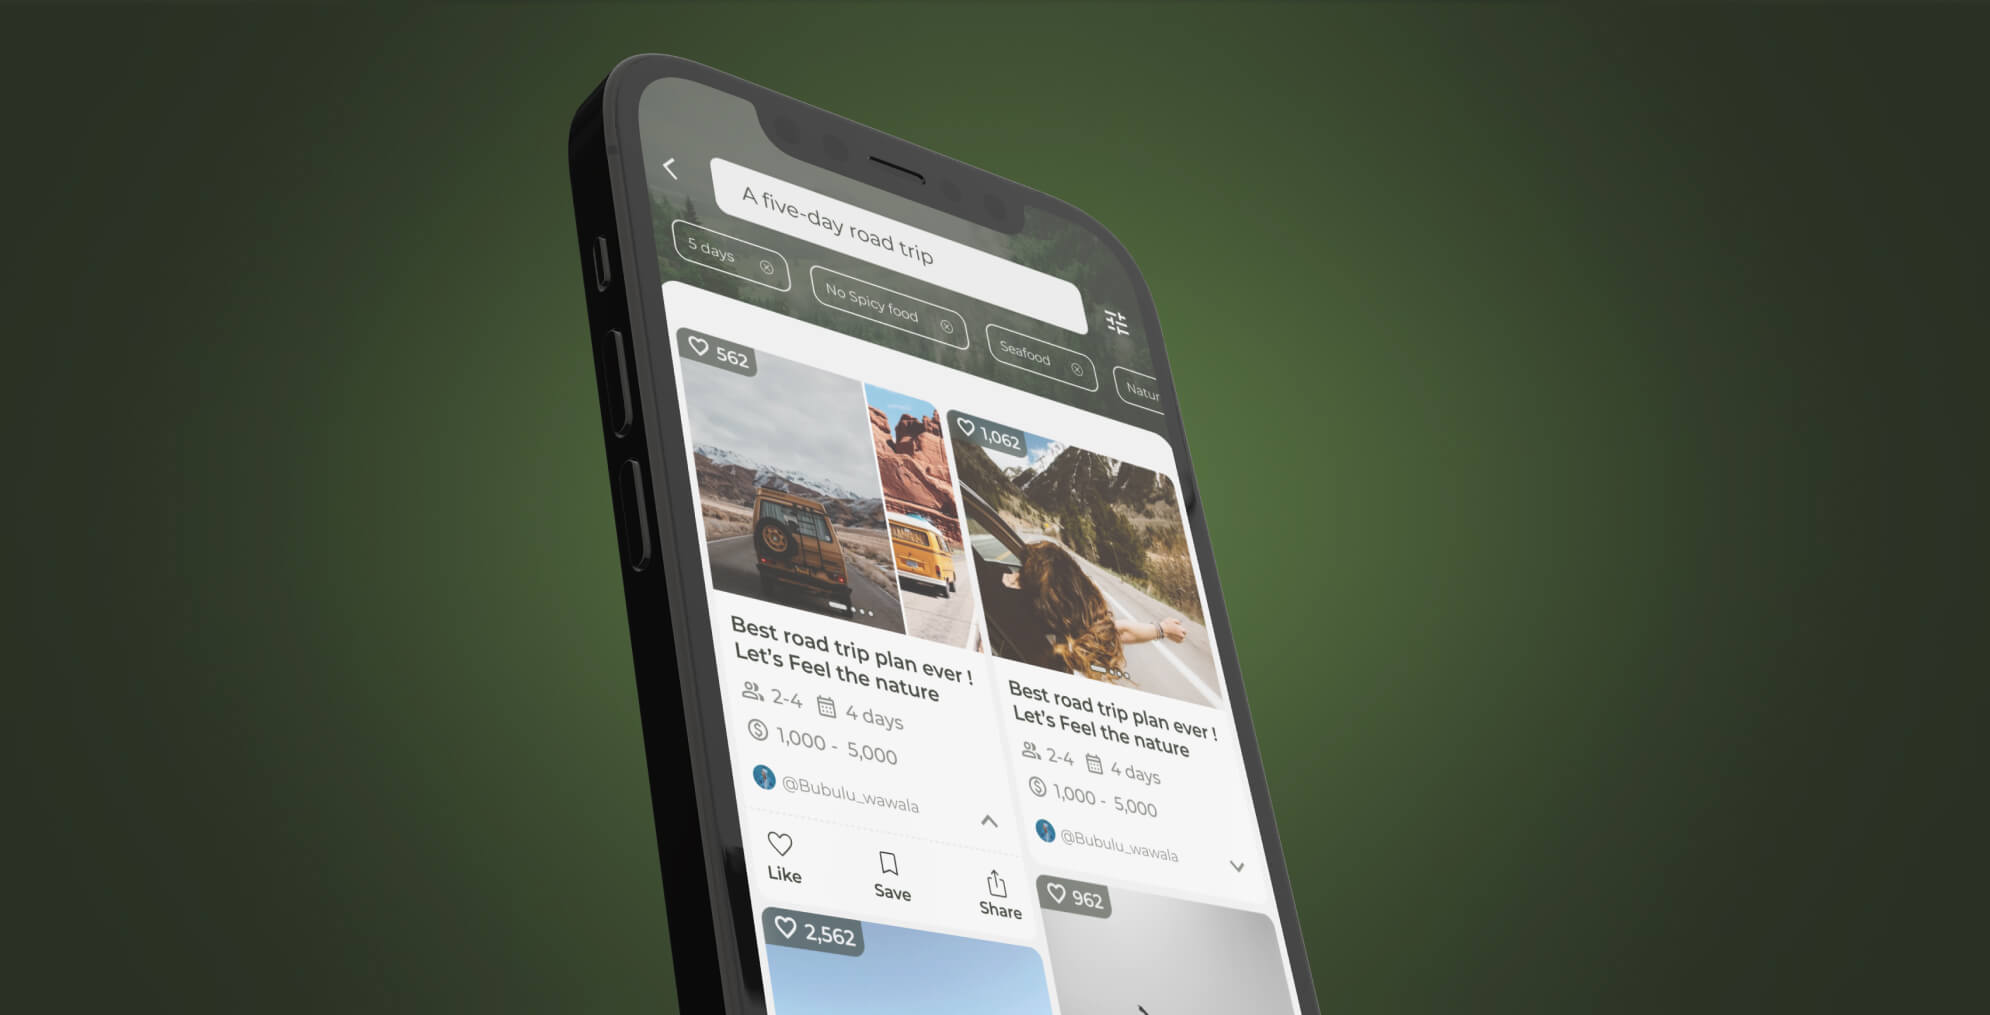 A five-day road trip
5 days
No Spicy food
Seafood
Natur
562
Best road trip plan ever !
Let's Feel the nature
2-4
4 days
1,000 - 5,000
@Bubulu_wawala
Like
Save
Share
2,562
1,062
Best road trip plan ever !
Let's Feel the nature
2-4
4 days
1,000 - 5,000
@Bubulu_wawala
962